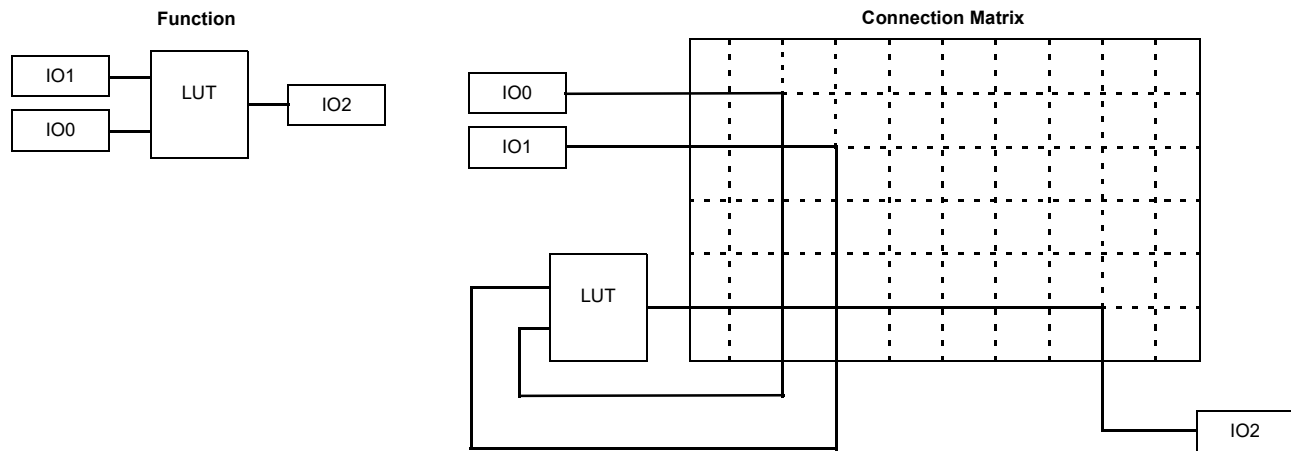 Function
IO1
IO0
LUT
IO2
Connection Matrix
IO0
IO1
LUT
IO2